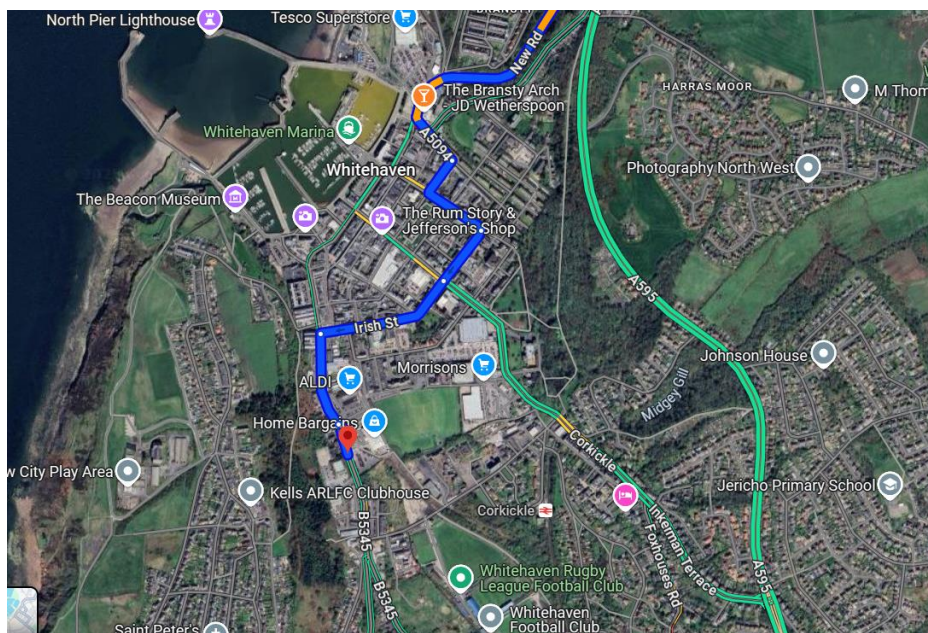 North Pier Lighthouse
Tesco Superstore
BRANSTY
New Rd
The Bransty Arch
- JD Wetherspoon
HARRAS MOOR
M Thom
A5094
Whitehaven Marina
Whitehaven
Photography North West
The Beacon Museum
The Rum Story &
Jefferson's Shop
A595
Irish St
Johnson House
Morrisons
ALDI
Midgey Gill
Home Bargains
Corkickle
w City Play Area
Kells ARLFC Clubhouse
Jericho Primary School
Corkickle
B5345
Inkerman Terrace
Foxhouses Rd
Whitehaven Rugby
League Football Club
A595
B5345
Whitehaven
Football Club
Saint Peter's